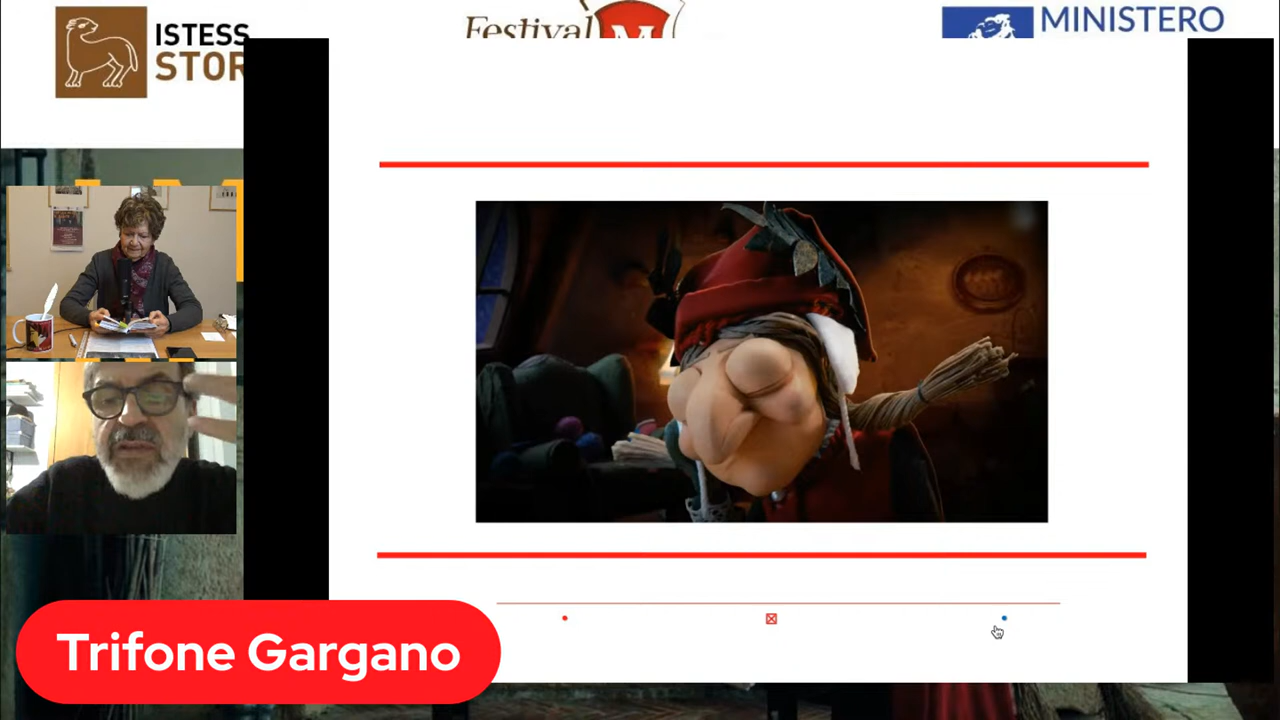 ISTESS
STOR
Festival
M
MINISTERO
Trifone Gargano